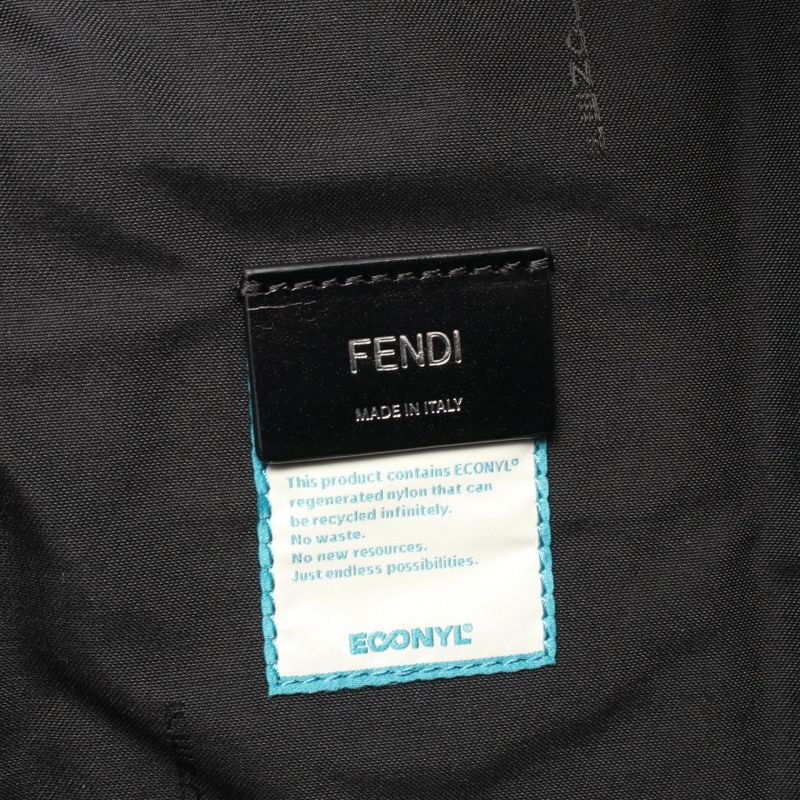 FENDI
FENDI
MADE IN ITALY
This product contains ECONYL®
regenerated nylon that can
be recycled infinitely.
No waste.
No new resources.
Just endless possibilities.
ECONYL®